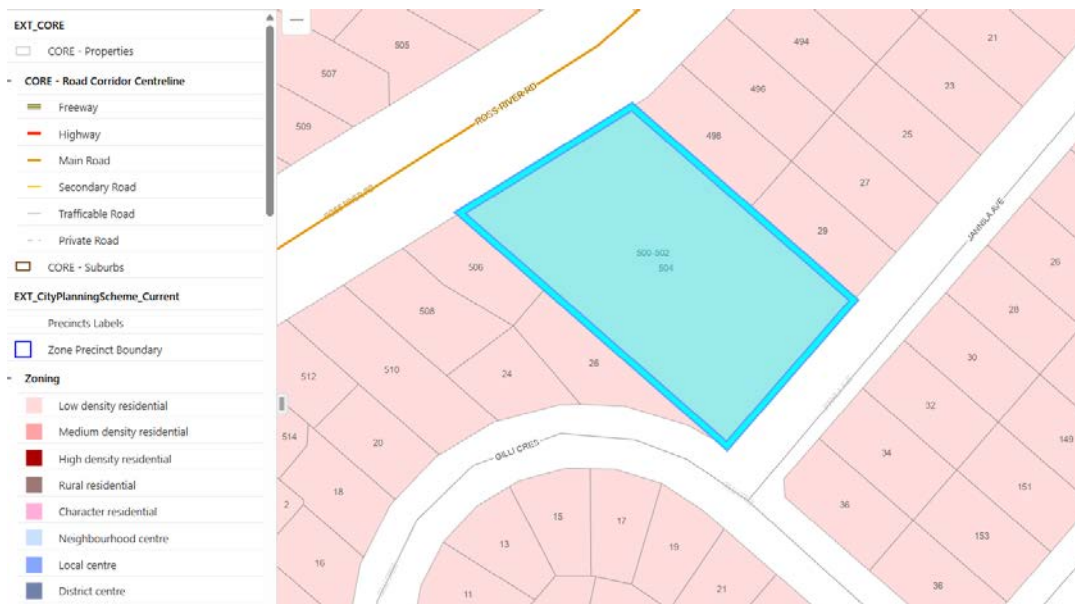 EXT_CORE
CORE - Properties
CORE - Road Corridor Centreline
Freeway
Highway
Main Road
Secondary Road
Trafficable Road
Private Road
CORE - Suburbs
EXT_CityPlanningScheme_Current
Precincts Labels
Zone Precinct Boundary
Zoning
Low density residential
Medium density residential
High density residential
Rural residential
Character residential
Neighbourhood centre
Local centre
District centre
505
507
509
ROSS RIVER RD
494
21
496
23
498
25
27
29
JANNILA AVE
500-502
504
506
508
510
512
514
24
26
20
18
2
16
GILLI CRES
15
17
13
19
11
21
26
28
30
32
34
36
149
151
153
36